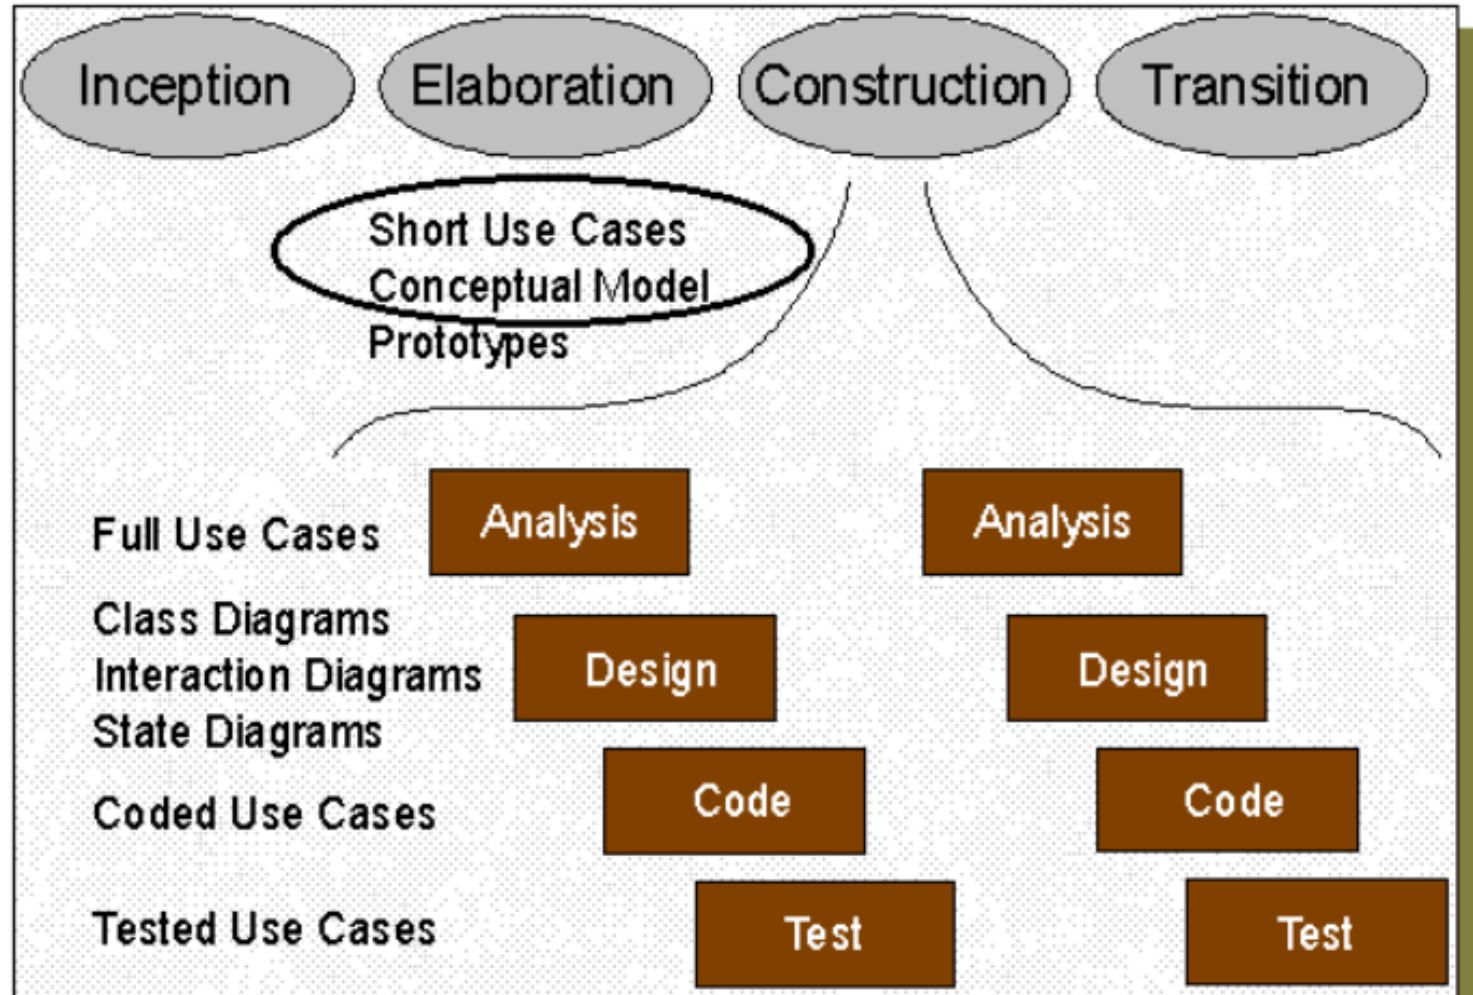 Inception
Elaboration
Construction
Transition
Short Use Cases
Conceptual Model
Prototypes
Full Use Cases
Analysis
Analysis
Class Diagrams
Interaction Diagrams
State Diagrams
Design
Design
Coded Use Cases
Code
Code
Tested Use Cases
Test
Test